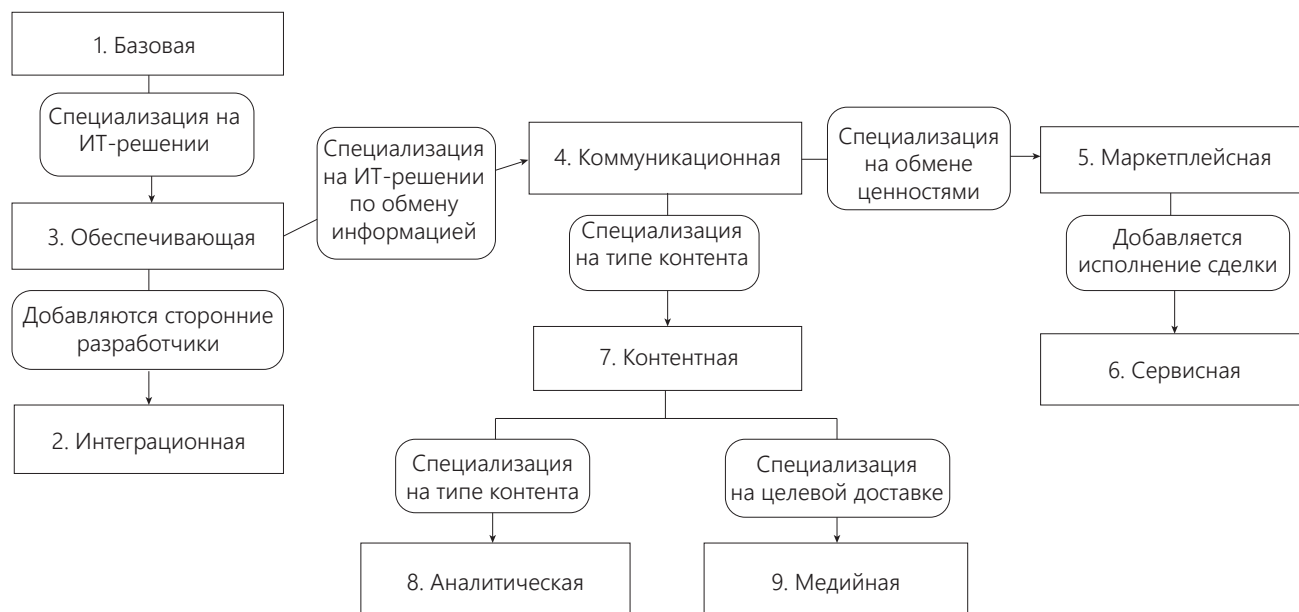 1. Базовая
Специализация на
ИТ-решении
3. Обеспечивающая
Добавляются сторонние
разработчики
2. Интеграционная
Специализация
на ИТ-решении
по обмену
информацией
4. Коммуникационная
Специализация
на обмене
ценностями
5. Маркетплейсная
Добавляется
исполнение сделки
6. Сервисная
Специализация
на типе контента
7. Контентная
Специализация
на типе контента
8. Аналитическая
Специализация
на целевой доставке
9. Медийная